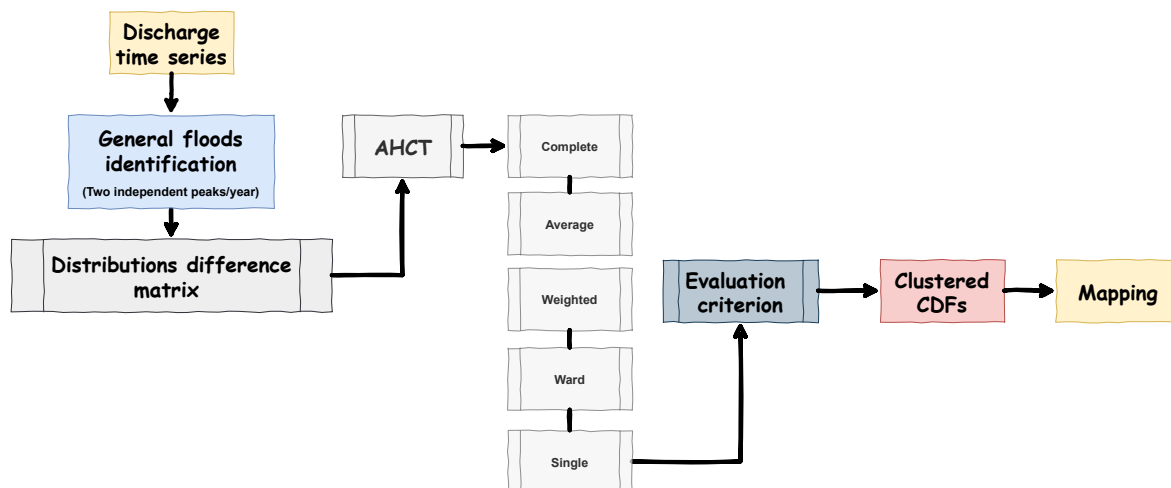 Discharge
time series
General floods
identification
(Two independent peaks/year)
Distributions difference
matrix
AHCT
Complete
Average
Weighted
Ward
Single
Evaluation
criterion
Clustered
CDFs
Mapping